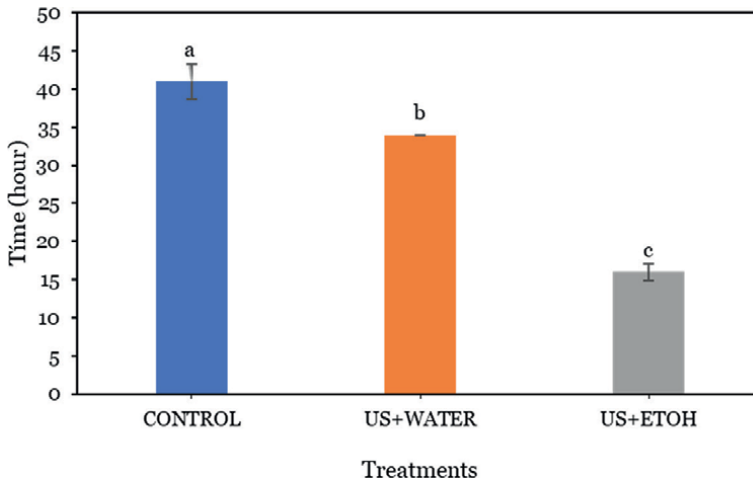 50
45
40
35
30
25
20
15
10
5
0
Time (hour)
a
b
c
CONTROL US+WATER US+ETOH
Treatments